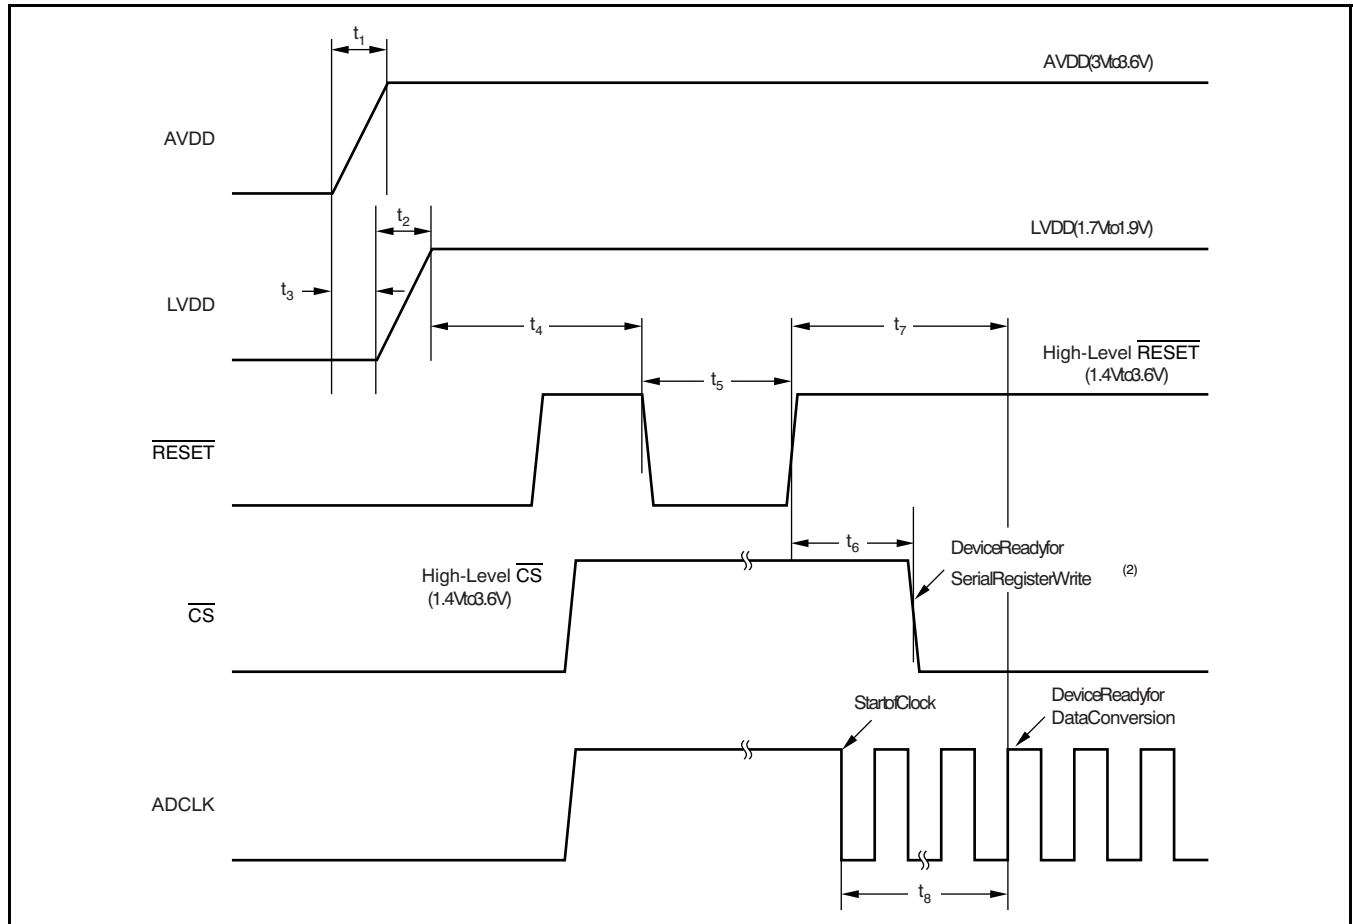 t1
AVDD(3Vto3.6V)
AVDD
t2
LVDD(1.7Vto1.9V)
t3
LVDD
t4
t7
High-Level RESET
(1.4Vto3.6V)
t5
RESET
t6
DeviceReadyfor
SerialRegisterWrite (2)
High-Level CS
(1.4Vto3.6V)
CS
StartofClock
DeviceReadyfor
DataConversion
ADCLK
t8